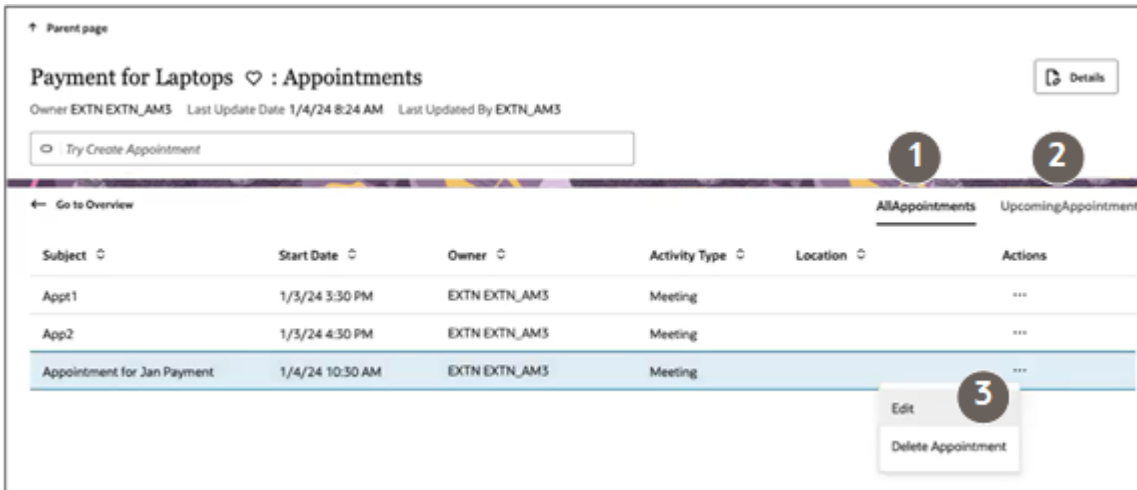 Parent page
Payment for Laptops : Appointments
Details
Owner EXTN EXTN_AM3 Last Update Date 1/4/24 8:24 AM Last Updated By EXTN_AM3
Try Create Appointment
1 2
Go to Overview AllAppointments UpcomingAppointment
Subject Start Date Owner Activity Type Location Actions
Appt1 1/3/24 3:30 PM EXTN EXTN_AM3 Meeting ...
App2 1/3/24 4:30 PM EXTN EXTN_AM3 Meeting ...
Appointment for Jan Payment 1/4/24 10:30 AM EXTN EXTN_AM3 Meeting ...
Edit 3
Delete Appointment